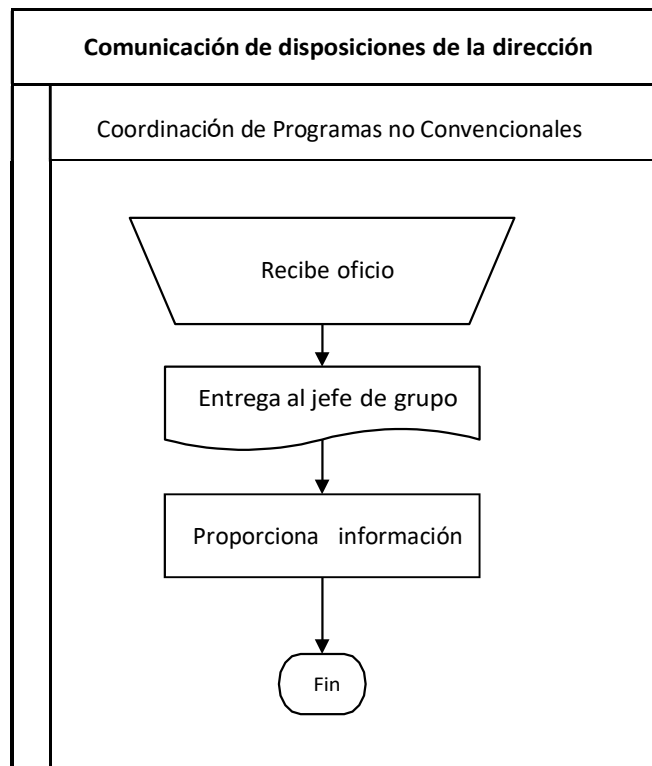 Comunicación de disposiciones de la dirección
Coordinación de Programas no Convencionales
Recibe oficio
Entrega al jefe de grupo
Proporciona información
Fin